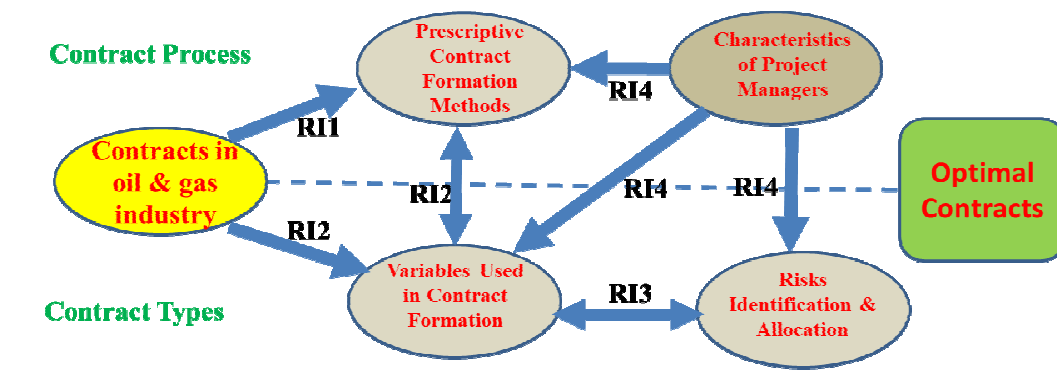 Contract Process
Prescriptive
Contract
Formation
Methods
Characteristics
of Project
Managers
RI4
RI1
Contracts in
oil & gas
industry
RI2
RI4
RI4
Optimal
Contracts
RI2
Variables Used
in Contract
Formation
RI3
Risks
Identification &
Allocation
Contract Types